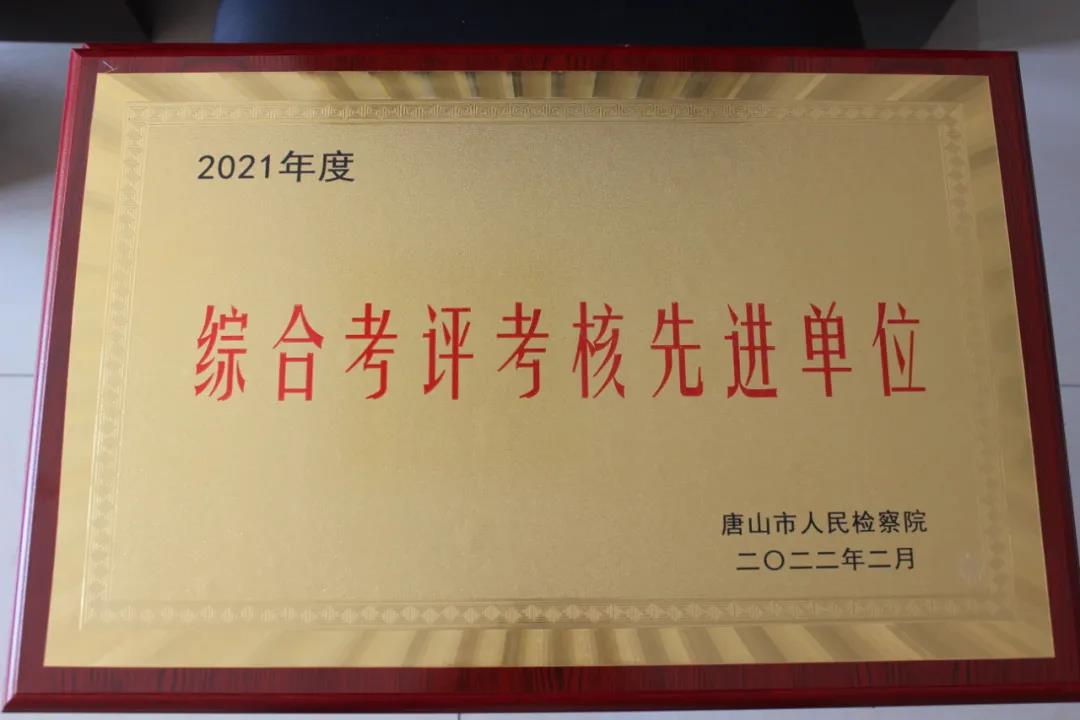 2021年度
综合考评考核先进单位
唐山市人民检察院
二〇二二年二月